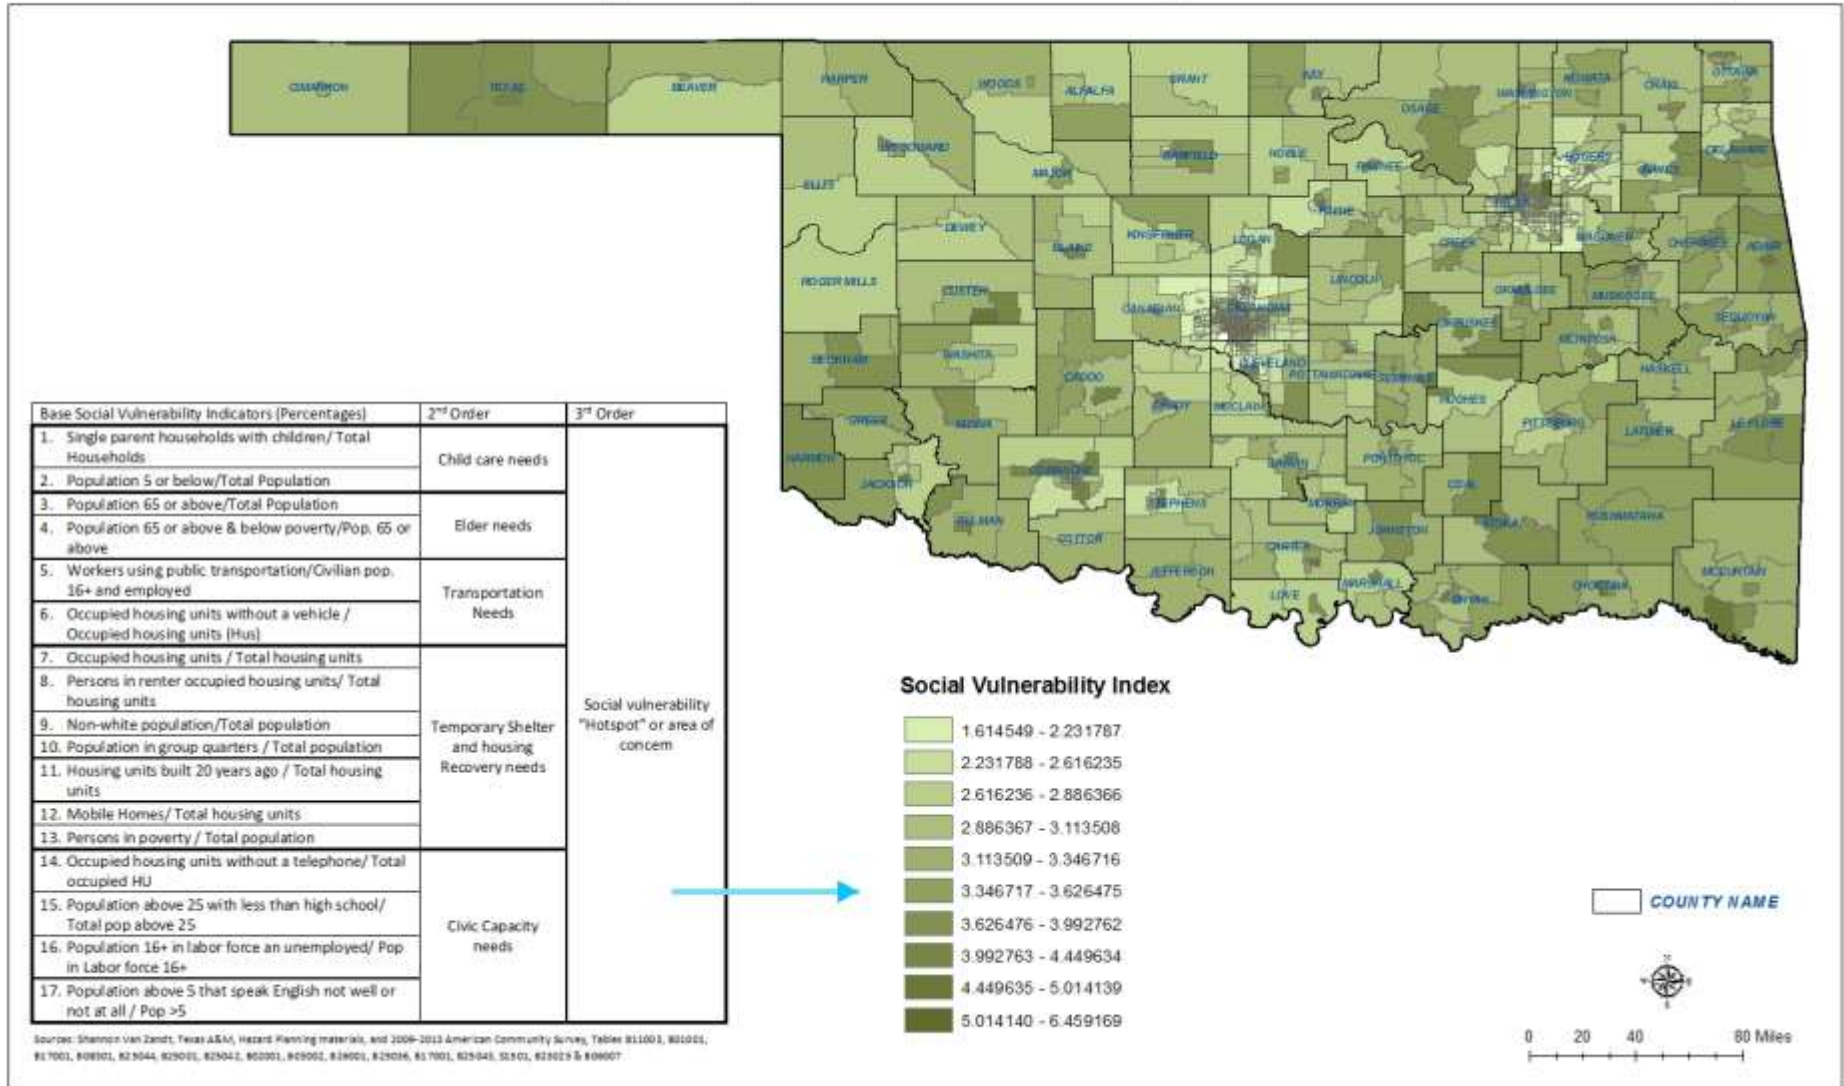 CIMARRON
TEXAS
BEAVER
HARPER
WOODS
ALFALFA
GRANT
KAY
OSAGE
WASHINGTON
NOWATA
CRAIG
OTTAWA
WOODWARD
MAJOR
GARFIELD
NOBLE
PAWNEE
ROGERS
MAYES
DELAWARE
ELLIS
DEWEY
BLAINE
KINGFISHER
LOGAN
PAYNE
CREEK
TULSA
WAGONER
CHEROKEE
ADAIR
ROGER MILLS
CUSTER
CANADIAN
OKLAHOMA
LINCOLN
OKMULGEE
MUSKOGEE
SEQUOYAH
BECKHAM
WASHITA
CADDO
GRADY
MCCLAIN
CLEVELAND
POTTAWATOMIE
SEMINOLE
OKFUSKEE
HUGHES
MCINTOSH
HASKELL
PITTSBURG
LATIMER
LE FLORE
GREER
KIOWA
HARMON
JACKSON
COMANCHE
TILLMAN
COTTON
STEPHENS
GARVIN
PONTOTOC
MURRAY
COAL
JOHNSTON
ATOKA
PUSHMATAHA
CARTER
JEFFERSON
LOVE
MARSHALL
BRYAN
CHOCTAW
MCCURTAIN
Base Social Vulnerability Indicators (Percentages) 2nd Order 3rd Order
1. Single parent households with children/ Total
Households
2. Population 5 or below/Total Population
Child care needs
3. Population 65 or above/Total Population
4. Population 65 or above & below poverty/Pop. 65 or
above
Elder needs
5. Workers using public transportation/Civilian pop.
16+ and employed
6. Occupied housing units without a vehicle /
Occupied housing units (Hus)
Transportation
Needs
7. Occupied housing units / Total housing units
8. Persons in renter occupied housing units/ Total
housing units
9. Non-white population/Total population
10. Population in group quarters / Total population
11. Housing units built 20 years ago / Total housing
units
12. Mobile Homes/ Total housing units
13. Persons in poverty / Total population
Temporary Shelter
and housing
Recovery needs
14. Occupied housing units without a telephone/ Total
occupied HU
15. Population above 25 with less than high school/
Total pop above 25
16. Population 16+ in labor force an unemployed/ Pop
in Labor force 16+
17. Population above 5 that speak English not well or
not at all / Pop >5
Civic Capacity
needs
Social vulnerability
"Hotspot" or area of
concern
Sources: Shannon Van Zandt, Texas A&M, Hazard Planning materials, and 2009-2013 American Community Survey, Tables
Social Vulnerability Index
1.614549 - 2.231787
2.231788 - 2.616235
2.616236 - 2.886366
2.886367 - 3.113508
3.113509 - 3.346716
3.346717 - 3.626475
3.626476 - 3.992762
3.992763 - 4.449634
4.449635 - 5.014139
5.014140 - 6.459169
COUNTY NAME
0 20 40 80 Miles